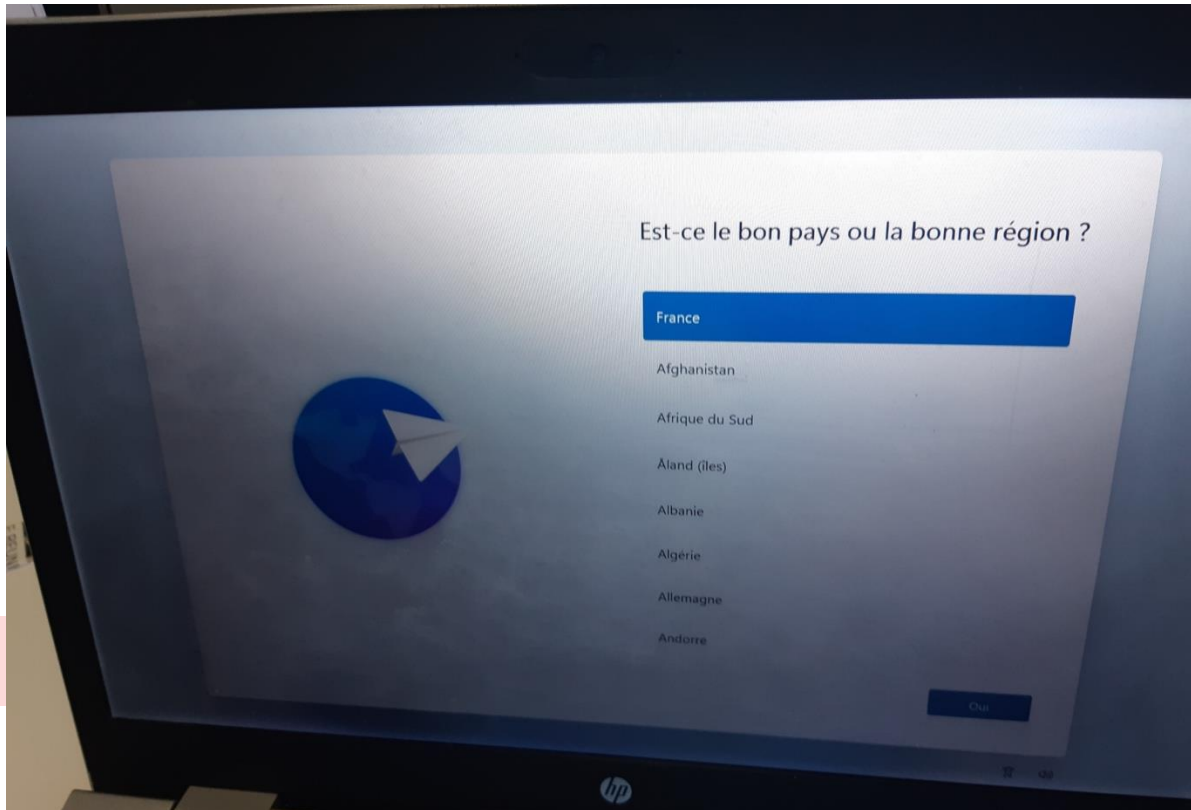 Est-ce le bon pays ou la bonne région ?
France
Afghanistan
Afrique du Sud
Åland (îles)
Albanie
Algérie
Allemagne
Andorre
Oui
hp